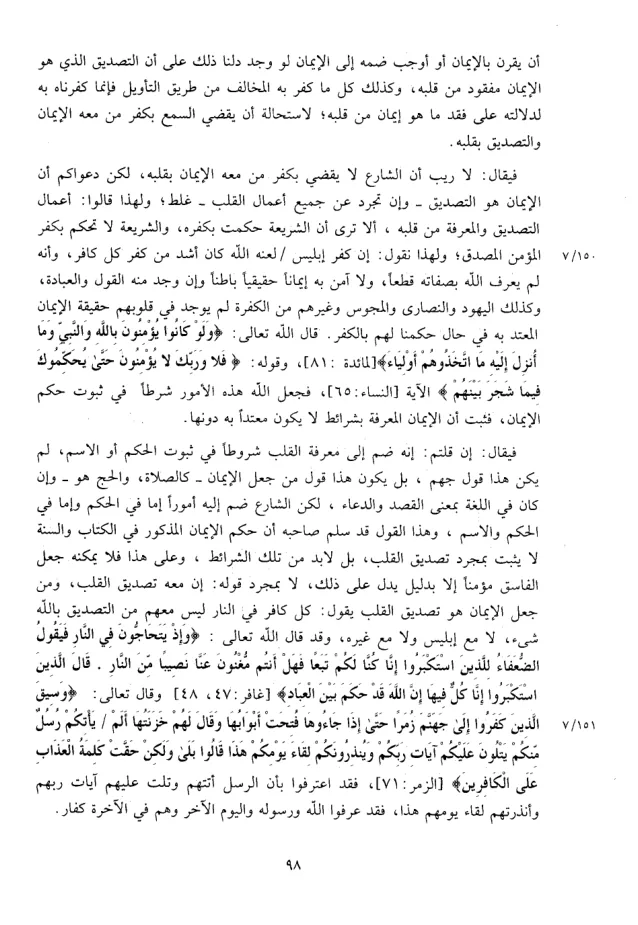 أن يقرن بالإيمان أو أوجب ضمه إلى الإيمان لو وجد دلنا ذلك على أن التصديق الذي هو
الإيمان مفقود من قلبه، وكذلك كل ما كفر به المخالف من طريق التأويل فإنما كفرناه به
لدلالته على فقد ما هو إيمان من قلبه؛ لاستحالة أن يقضي السمع بكفر من معه الإيمان
والتصديق بقلبه.
فيقال: لا ريب أن الشارع لا يقضي بكفر من معه الإيمان بقلبه، لكن دعواكم أن
الإيمان هو التصديق ـ وإن تجرد عن جميع أعمال القلب ـ غلط؛ ولهذا قالوا: أعمال
التصديق والمعرفة من قلبه ، ألا ترى أن الشريعة حكمت بكفره، والشريعة لا تحكم بكفر
٧/١٥٠ المؤمن المصدق؛ ولهذا نقول: إن كفر إبليس /لعنه الله كان أشد من كفر كل كافر، وأنه
لم يعرف الله بصفاته قطعاً، ولا آمن به إيماناً حقيقياً باطناً وإن وجد منه القول والعبادة،
وكذلك اليهود والنصارى والمجوس وغيرهم من الكفرة لم يوجد في قلوبهم حقيقة الإيمان
المعتد به في حال حكمنا لهم بالكفر. قال الله تعالى: ﴿وَلَوْ كَانُوا يُؤْمِنُونَ بِاللَّهِ وَالنَّبِيِّ وَمَا
أُنزِلَ إِلَيْهِ مَا اتَّخَذُوهُمْ أَوْلِيَاءَ﴾[المائدة :٨١]، وقوله: ﴿ فَلا وَرَبِّكَ لا يُؤْمِنُونَ حَتَّىٰ يُحَكِّمُوكَ
فِيمَا شَجَرَ بَيْنَهُمْ ﴾ الآية [النساء:٦٥]، فجعل الله هذه الأمور شرطاً في ثبوت حكم
الإيمان، فثبت أن الإيمان المعرفة بشرائط لا يكون معتداً به دونها.
فيقال: إن قلتم: إنه ضم إلى معرفة القلب شروطاً في ثبوت الحكم أو الاسم، لم
يكن هذا قول جهم ، بل يكون هذا قول من جعل الإيمان ـ كالصلاة، والحج هو ـ وإن
كان في اللغة بمعنى القصد والدعاء ، لكن الشارع ضم إليه أموراً إما في الحكم وإما في
الحكم والاسم ، وهذا القول قد سلم صاحبه أن حكم الإيمان المذكور في الكتاب والسنة
لا يثبت بمجرد تصديق القلب، بل لابد من تلك الشرائط ، وعلى هذا فلا يمكنه جعل
الفاسق مؤمناً إلا بدليل يدل على ذلك، لا بمجرد قوله: إن معه تصديق القلب، ومن
جعل الإيمان هو تصديق القلب يقول: كل كافر في النار ليس معهم من التصديق بالله
شىء، لا مع إبليس ولا مع غيره، وقد قال الله تعالى : ﴿وَإِذْ يَتَحَاجُّونَ فِي النَّارِ فَيَقُولُ
الضُّعَفَاءُ لِلَّذِينَ اسْتَكْبَرُوا إِنَّا كُنَّا لَكُمْ تَبَعًا فَهَلْ أَنتُم مُّغْنُونَ عَنَّا نَصِيبًا مِّنَ النَّارِ . قَالَ الَّذِينَ
اسْتَكْبَرُوا إِنَّا كُلٌّ فِيهَا إِنَّ اللَّهَ قَدْ حَكَمَ بَيْنَ الْعِبَادِ﴾ [غافر:٤٧، ٤٨] وقال تعالى: ﴿وَسِيقَ
٧/١٥١ الَّذِينَ كَفَرُوا إِلَىٰ جَهَنَّمَ زُمَرًا حَتَّىٰ إِذَا جَاءُوهَا فُتِحَتْ أَبْوَابُهَا وَقَالَ لَهُمْ خَزَنَتُهَا أَلَمْ / يَأْتِكُمْ رُسُلٌ
مِّنكُمْ يَتْلُونَ عَلَيْكُمْ آيَاتِ رَبِّكُمْ وَيُنذِرُونَكُمْ لِقَاءَ يَوْمِكُمْ هَذَا قَالُوا بَلَىٰ وَلَكِنْ حَقَّتْ كَلِمَةُ الْعَذَابِ
عَلَى الْكَافِرِينَ﴾ [الزمر:٧١]، فقد اعترفوا بأن الرسل أتتهم وتلت عليهم آيات ربهم
وأنذرتهم لقاء يومهم هذا، فقد عرفوا الله ورسوله واليوم الآخر وهم في الآخرة كفار.
٩٨